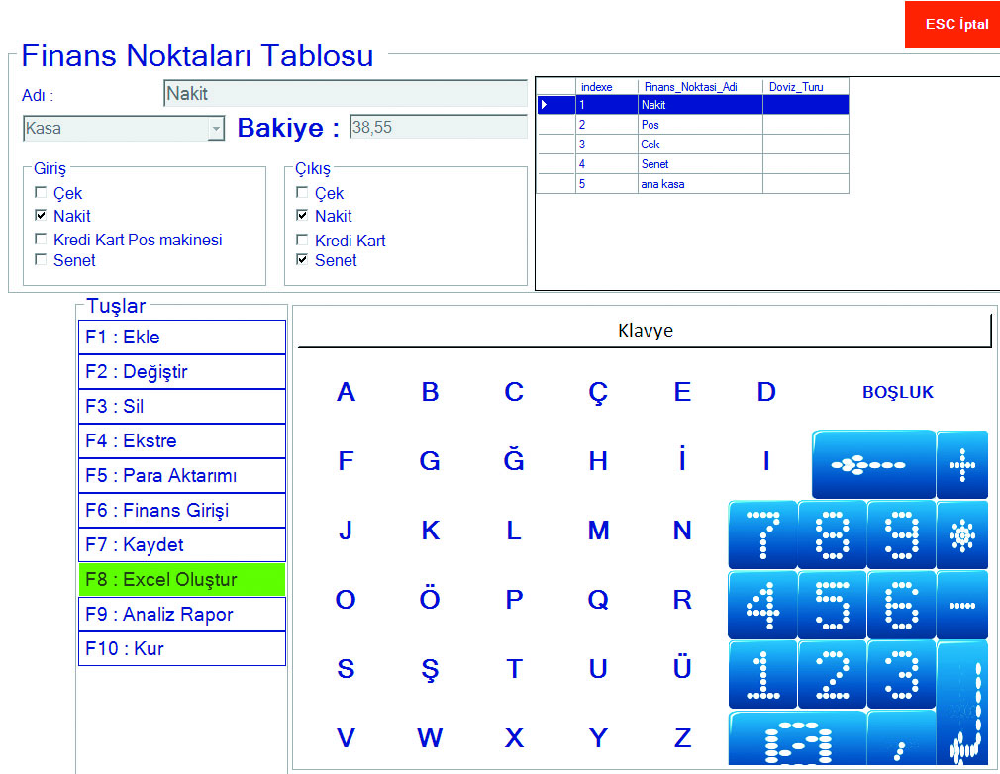 ESC İptal
Finans Noktaları Tablosu
Adı :
Nakit
Kasa
Bakiye :
38,55
Giriş
Çek
Nakit
Kredi Kart Pos makinesi
Senet
Çıkış
Çek
Nakit
Kredi Kart
Senet
indexe Finans_Noktasi_Adi Doviz_Turu
1 Nakit
2 Pos
3 Cek
4 Senet
5 ana kasa
Tuşlar
F1 : Ekle
F2 : Değiştir
F3 : Sil
F4 : Ekstre
F5 : Para Aktarımı
F6 : Finans Girişi
F7 : Kaydet
F8 : Excel Oluştur
F9 : Analiz Rapor
F10 : Kur
Klavye
A B C Ç E D BOŞLUK
F G Ğ H İ I +
J K L M N 7 8 9 *
O Ö P Q R 4 5 6 -
S Ş T U Ü 1 2 3
V W X Y Z 0 ,